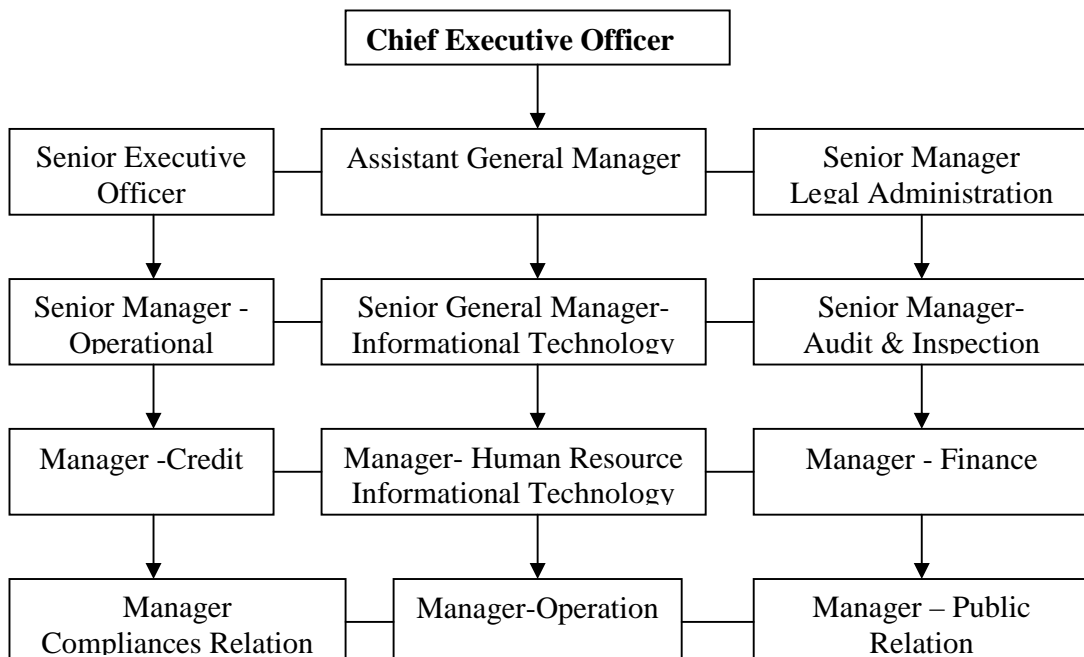 Chief Executive Officer
Senior Executive
Officer
Assistant General Manager
Senior Manager
Legal Administration
Senior Manager -
Operational
Senior General Manager-
Informational Technology
Senior Manager-
Audit & Inspection
Manager -Credit
Manager- Human Resource
Informational Technology
Manager - Finance
Manager
Compliances Relation
Manager-Operation
Manager – Public
Relation